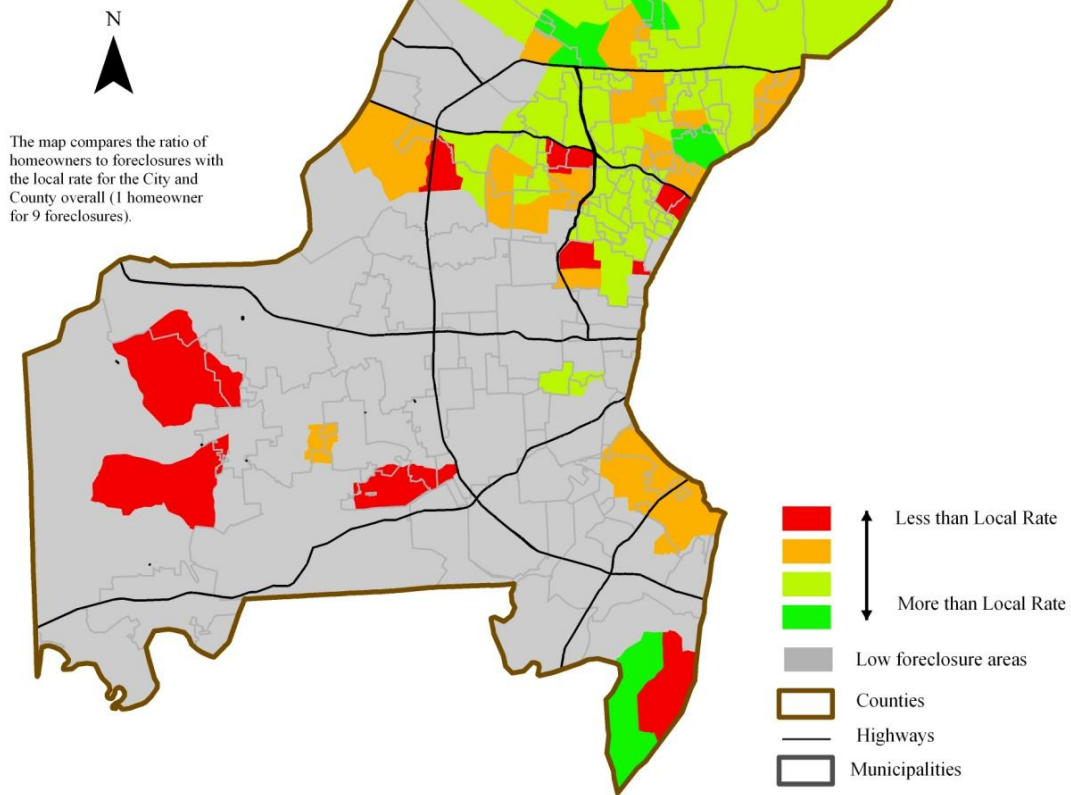 N
The map compares the ratio of
homeowners to foreclosures with
the local rate for the City and
County overall (1 homeowner
for 9 foreclosures).
Less than Local Rate
More than Local Rate
Low foreclosure areas
Counties
Highways
Municipalities